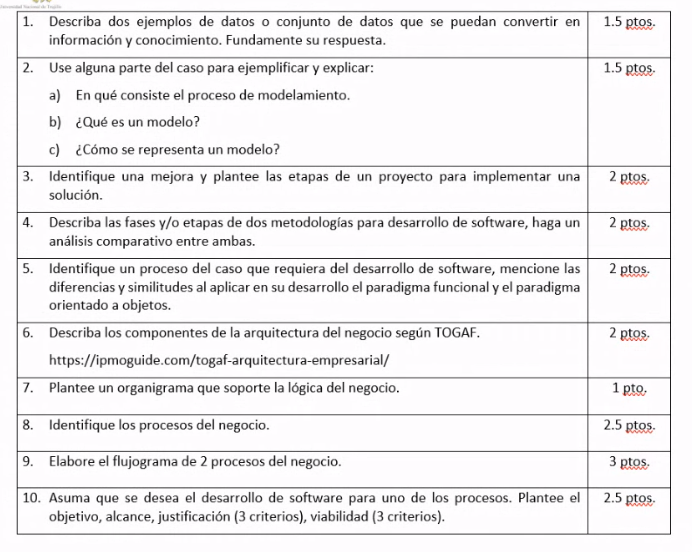 Universidad Nacional de Trujillo
1. Describa dos ejemplos de datos o conjunto de datos que se puedan convertir en 1.5 ptos.
información y conocimiento. Fundamente su respuesta.
2. Use alguna parte del caso para ejemplificar y explicar: 1.5 ptos.
a) En qué consiste el proceso de modelamiento.
b) ¿Qué es un modelo?
c) ¿Cómo se representa un modelo?
3. Identifique una mejora y plantee las etapas de un proyecto para implementar una 2 ptos.
solución.
4. Describa las fases y/o etapas de dos metodologías para desarrollo de software, haga un 2 ptos.
análisis comparativo entre ambas.
5. Identifique un proceso del caso que requiera del desarrollo de software, mencione las 2 ptos.
diferencias y similitudes al aplicar en su desarrollo el paradigma funcional y el paradigma
orientado a objetos.
6. Describa los componentes de la arquitectura del negocio según TOGAF. 2 ptos.
https://ipmoguide.com/togaf-arquitectura-empresarial/
7. Plantee un organigrama que soporte la lógica del negocio. 1 pto.
8. Identifique los procesos del negocio. 2.5 ptos.
9. Elabore el flujograma de 2 procesos del negocio. 3 ptos.
10. Asuma que se desea el desarrollo de software para uno de los procesos. Plantee el 2.5 ptos.
objetivo, alcance, justificación (3 criterios), viabilidad (3 criterios).